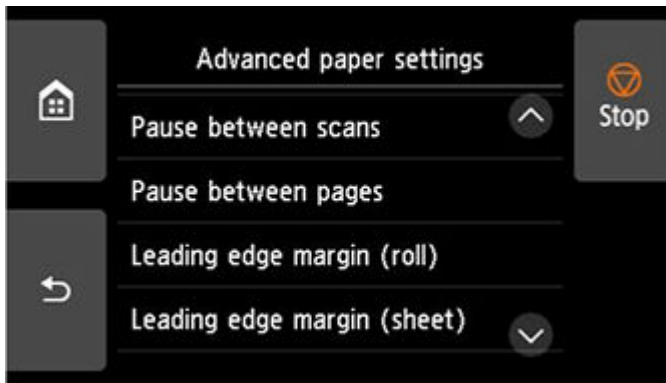 Advanced paper settings
Pause between scans
Stop
Pause between pages
Leading edge margin (roll)
Leading edge margin (sheet)